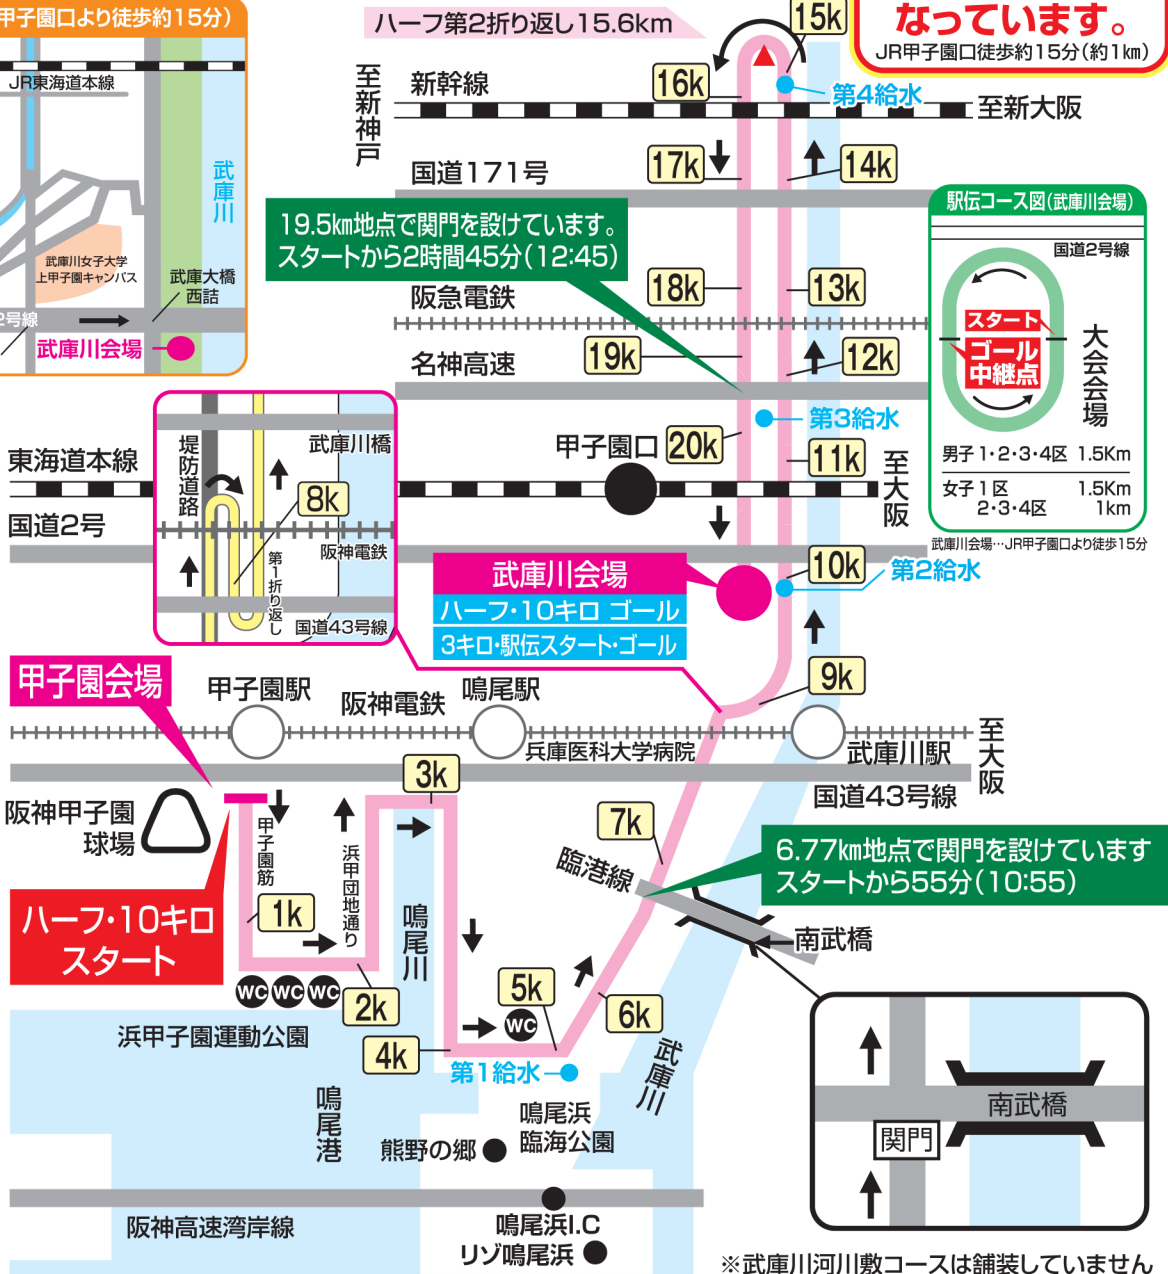 甲子園口より徒歩約15分）
JR東海道本線
武庫川
武庫川女子大学
上甲子園キャンパス
武庫大橋
西詰
2号線
武庫川会場
ハーフ第2折り返し15.6km
15k
なっています。
JR甲子園口徒歩約15分(約1km)
至新神戸
新幹線
16k
第4給水
至新大阪
国道171号
17k
14k
19.5km地点で関門を設けています。
スタートから2時間45分(12:45)
阪急電鉄
18k
13k
名神高速
19k
12k
駅伝コース図(武庫川会場)
国道2号線
スタート
ゴール
中継点
大会会場
男子 1・2・3・4区 1.5Km
女子 1区 1.5Km
2・3・4区 1km
武庫川会場…JR甲子園口より徒歩15分
第3給水
甲子園口
20k
11k
至大阪
東海道本線
国道2号
堤防道路
武庫川橋
8k
阪神電鉄
第1折り返し
国道43号線
武庫川会場
ハーフ・10キロ ゴール
3キロ・駅伝スタート・ゴール
10k
第2給水
9k
甲子園会場
甲子園駅
阪神電鉄
鳴尾駅
兵庫医科大学病院
武庫川駅
至大阪
国道43号線
3k
阪神甲子園
球場
甲子園筋
浜甲団地通り
鳴尾川
7k
臨港線
6.77km地点で関門を設けています
スタートから55分(10:55)
南武橋
ハーフ・10キロ
スタート
1k
WC
WC
WC
2k
浜甲子園運動公園
4k
5k
WC
6k
第1給水
武庫川
鳴尾港
鳴尾浜
臨海公園
熊野の郷
南武橋
関門
阪神高速湾岸線
鳴尾浜I.C
リゾ鳴尾浜
※武庫川河川敷コースは舗装していません